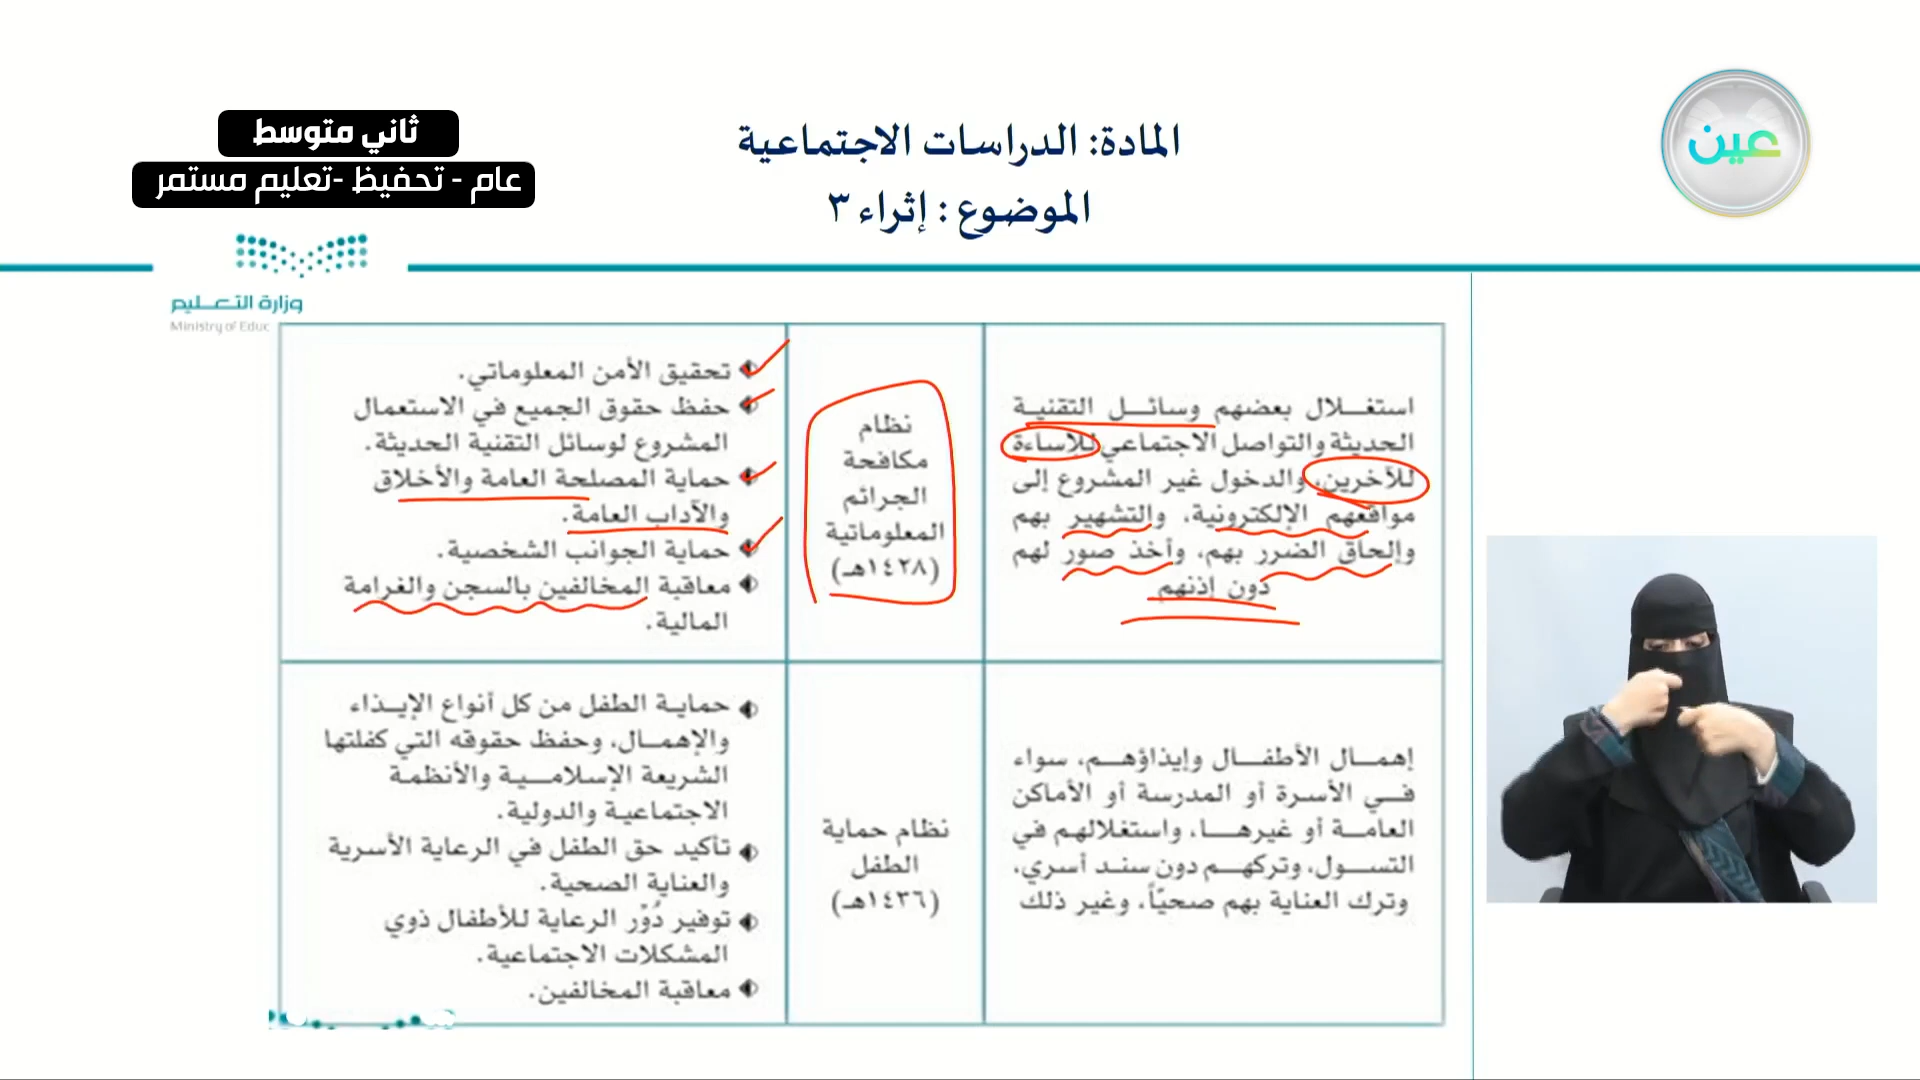 عين
المادة: الدراسات الاجتماعية
الموضوع : إثراء ٣
ثاني متوسط
عام - تحفيظ -تعليم مستمر
وزارة التعـليم
Ministry of Educ
استغلال بعضهم وسائل التقنية
الحديثة والتواصل الاجتماعي للإساءة
للآخرين، والدخول غير المشروع إلى
مواقعهم الإلكترونية، والتشهير بهم
وإلحاق الضرر بهم، وأخذ صور لهم
دون إذنهم
نظام
مكافحة
الجرائم
المعلوماتية
(١٤٢٨هـ)
تحقيق الأمن المعلوماتي.
حفظ حقوق الجميع في الاستعمال
المشروع لوسائل التقنية الحديثة.
حماية المصلحة العامة والأخلاق
والآداب العامة.
حماية الجوانب الشخصية.
معاقبة المخالفين بالسجن والغرامة
المالية.
إهمال الأطفال وإيذاؤهم، سواء
في الأسرة أو المدرسة أو الأماكن
العامة أو غيرها، واستغلالهم في
التسول، وتركهم دون سند أسري،
وترك العناية بهم صحيًّا، وغير ذلك
نظام حماية
الطفل
(١٤٣٦هـ)
حماية الطفل من كل أنواع الإيذاء
والإهمال، وحفظ حقوقه التي كفلتها
الشريعة الإسلامية والأنظمة
الاجتماعية والدولية.
تأكيد حق الطفل في الرعاية الأسرية
والعناية الصحية.
توفير دُوْر الرعاية للأطفال ذوي
المشكلات الاجتماعية.
معاقبة المخالفين.